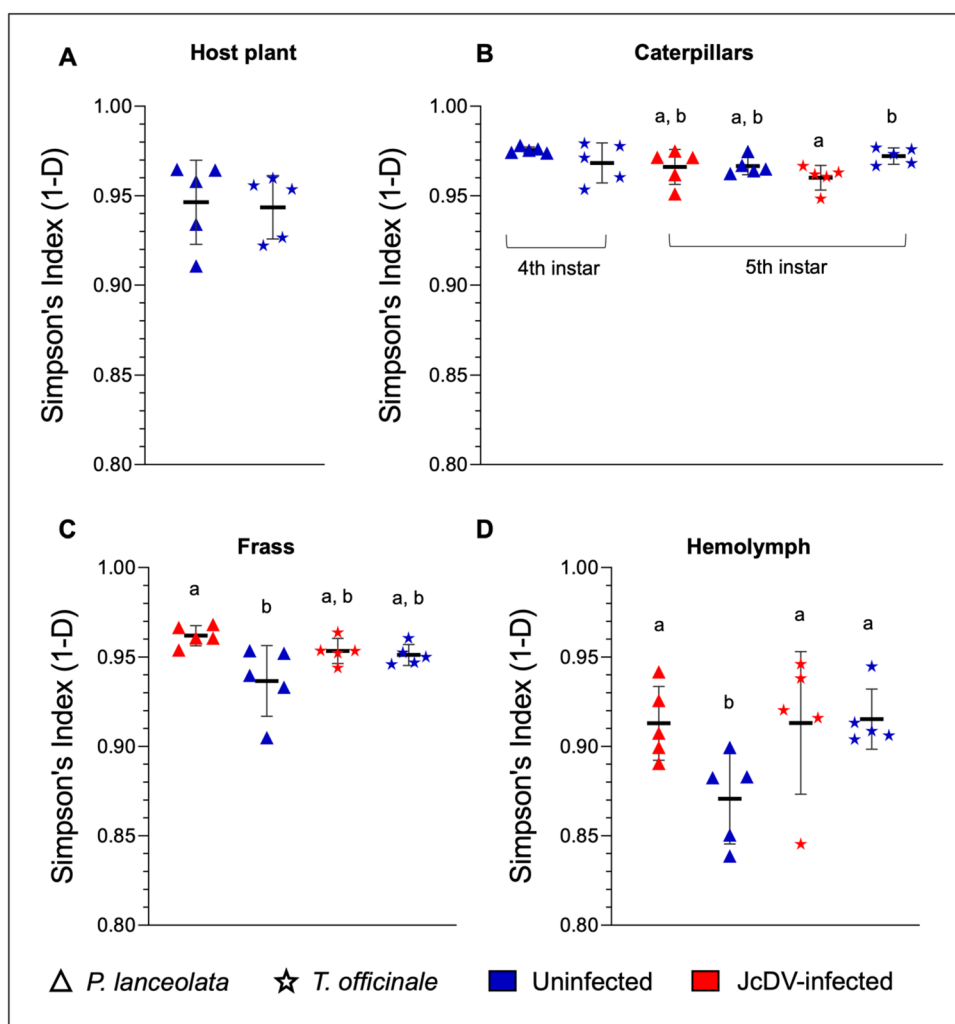 A Host plant
Simpson's Index (1-D)
1.00
0.95
0.90
0.85
0.80
B Caterpillars
Simpson's Index (1-D)
1.00
0.95
0.90
0.85
0.80
a, b a, b a b
4th instar 5th instar
C Frass
Simpson's Index (1-D)
1.00
0.95
0.90
0.85
0.80
a b a, b a, b
D Hemolymph
Simpson's Index (1-D)
1.00
0.95
0.90
0.85
0.80
a b a a
P. lanceolata T. officinale Uninfected JcDV-infected